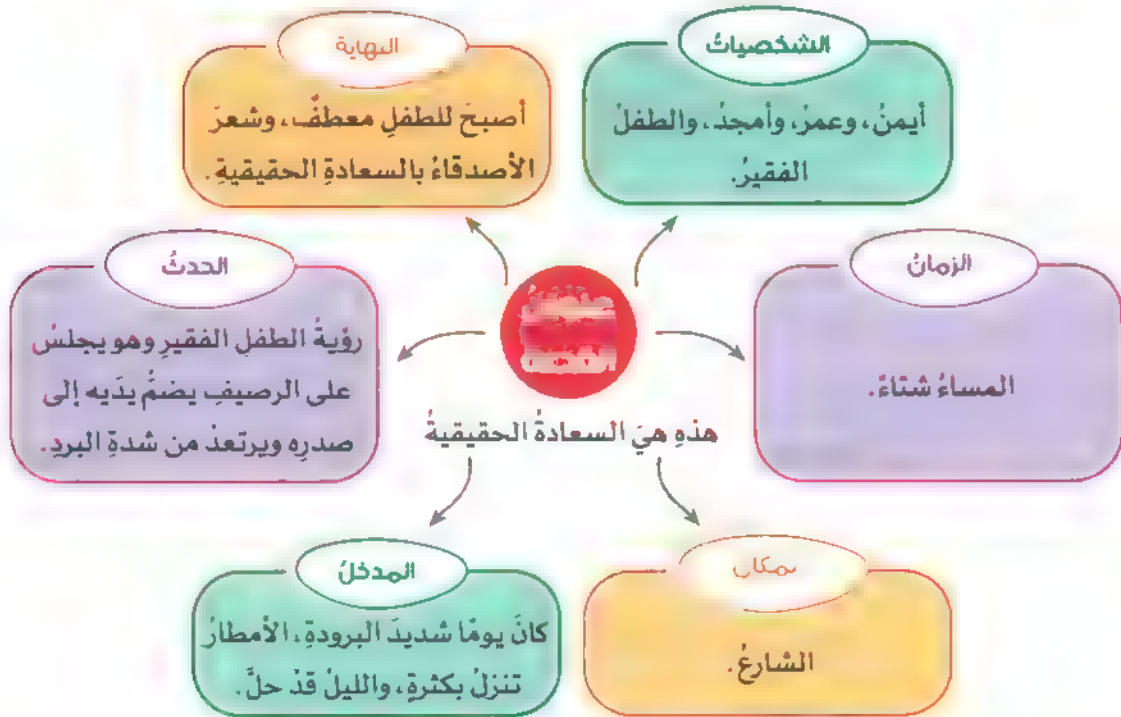 الشخصياتُ
أيمنُ، وعمرُ، وأمجدُ، والطفلُ
الفقيرُ.
النهاية
أصبحَ للطفلِ معطفٌ، وشعرَ
الأصدقاءُ بالسعادةِ الحقيقيةِ.
الزمانُ
المساءُ شتاءً.
الحدثُ
رؤيةُ الطفلِ الفقيرِ وهو يجلسُ
على الرصيفِ يضمُّ يدَيه إلى
صدرِه ويرتعدُ من شدةِ البردِ.
هذهِ هيَ السعادةُ الحقيقيةُ
المكان
الشارعُ.
المدخلُ
كانَ يومًا شديدَ البرودةِ، الأمطارُ
تنزلُ بكثرةٍ، والليلُ قدْ حلَّ.